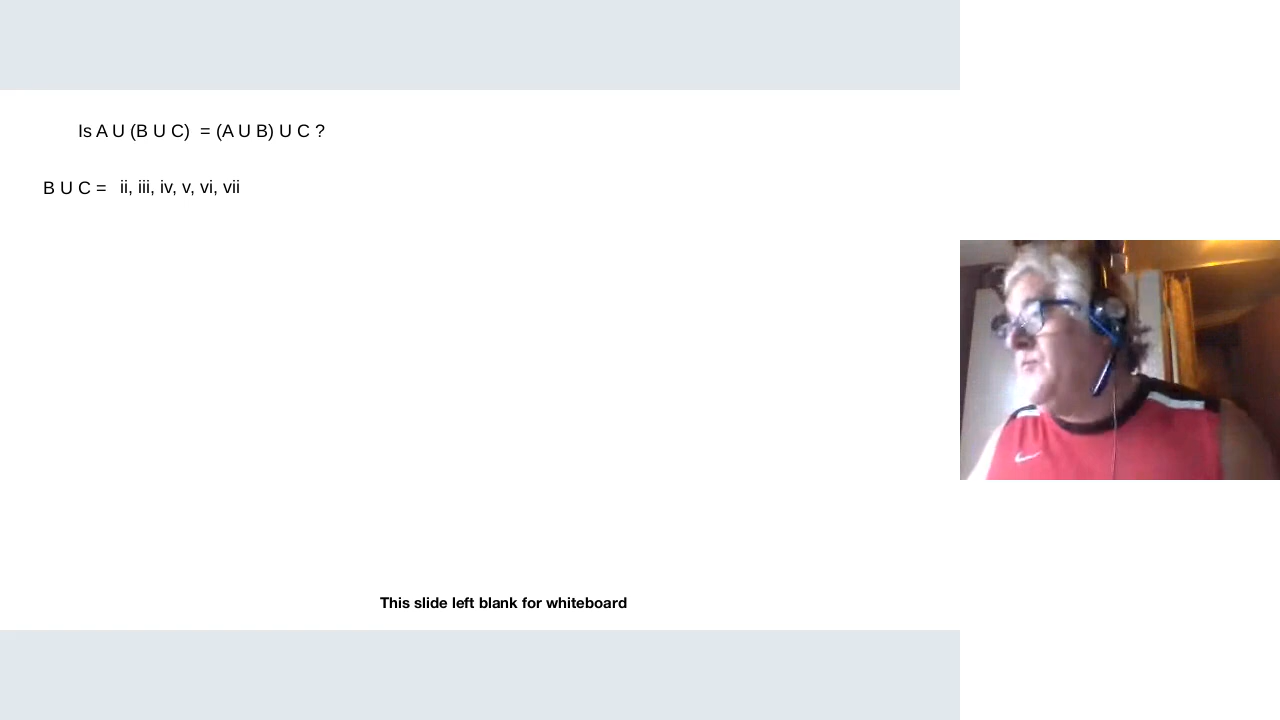 Is A U (B U C) = (A U B) U C ?
B U C = ii, iii, iv, v, vi, vii
This slide left blank for whiteboard